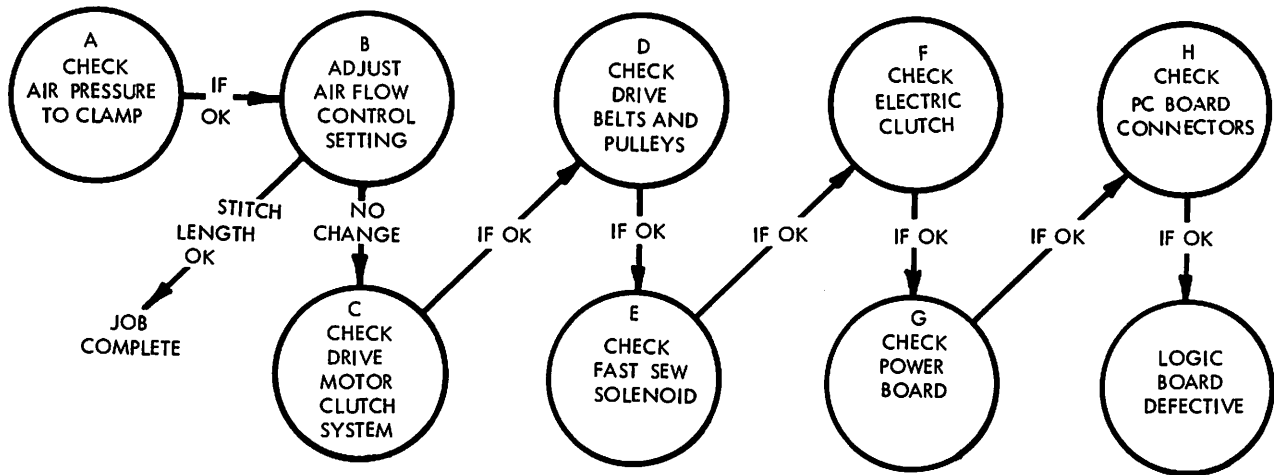 A
CHECK
AIR PRESSURE
TO CLAMP
IF
OK
B
ADJUST
AIR FLOW
CONTROL
SETTING
STITCH
LENGTH
OK
JOB
COMPLETE
NO
CHANGE
C
CHECK
DRIVE
MOTOR
CLUTCH
SYSTEM
IF OK
D
CHECK
DRIVE
BELTS AND
PULLEYS
IF OK
E
CHECK
FAST SEW
SOLENOID
IF OK
F
CHECK
ELECTRIC
CLUTCH
IF OK
G
CHECK
POWER
BOARD
IF OK
H
CHECK
PC BOARD
CONNECTORS
IF OK
LOGIC
BOARD
DEFECTIVE